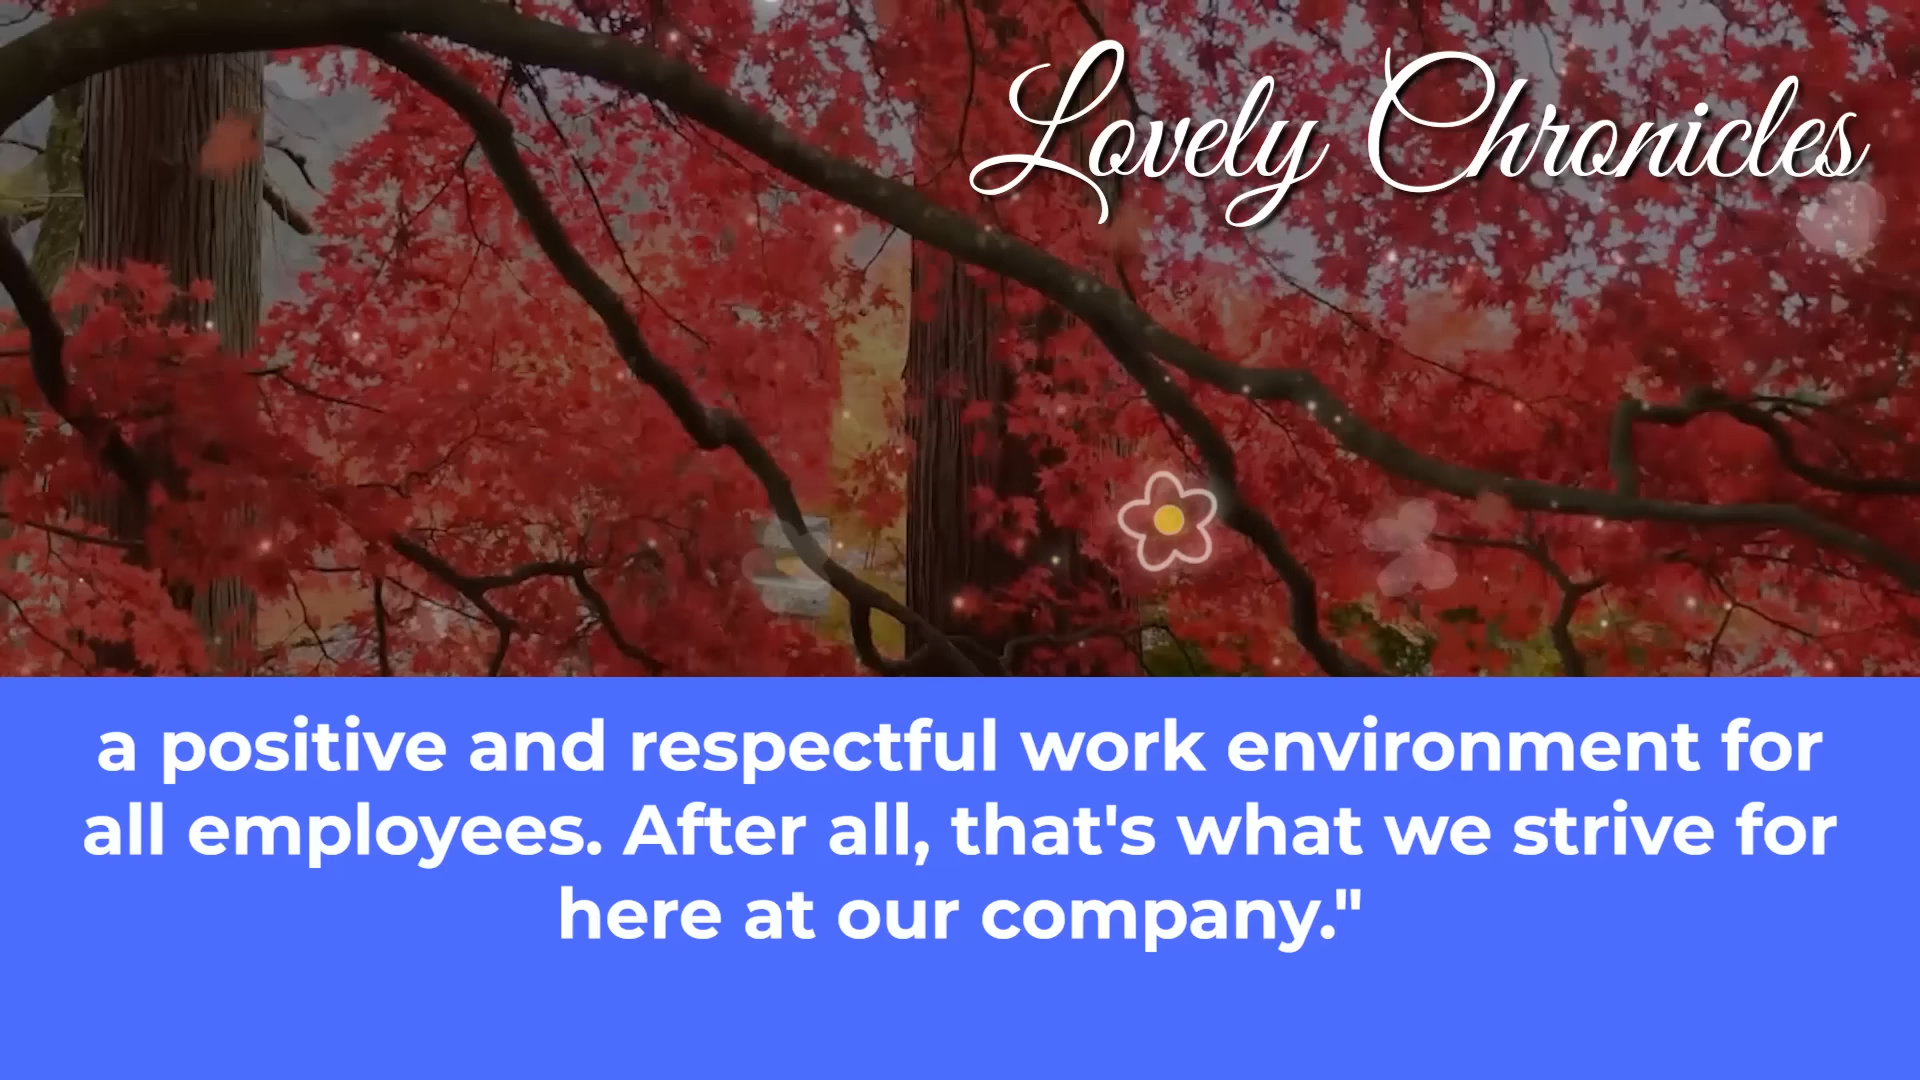 Lovely Chronicles
a positive and respectful work environment for
all employees. After all, that's what we strive for
here at our company."